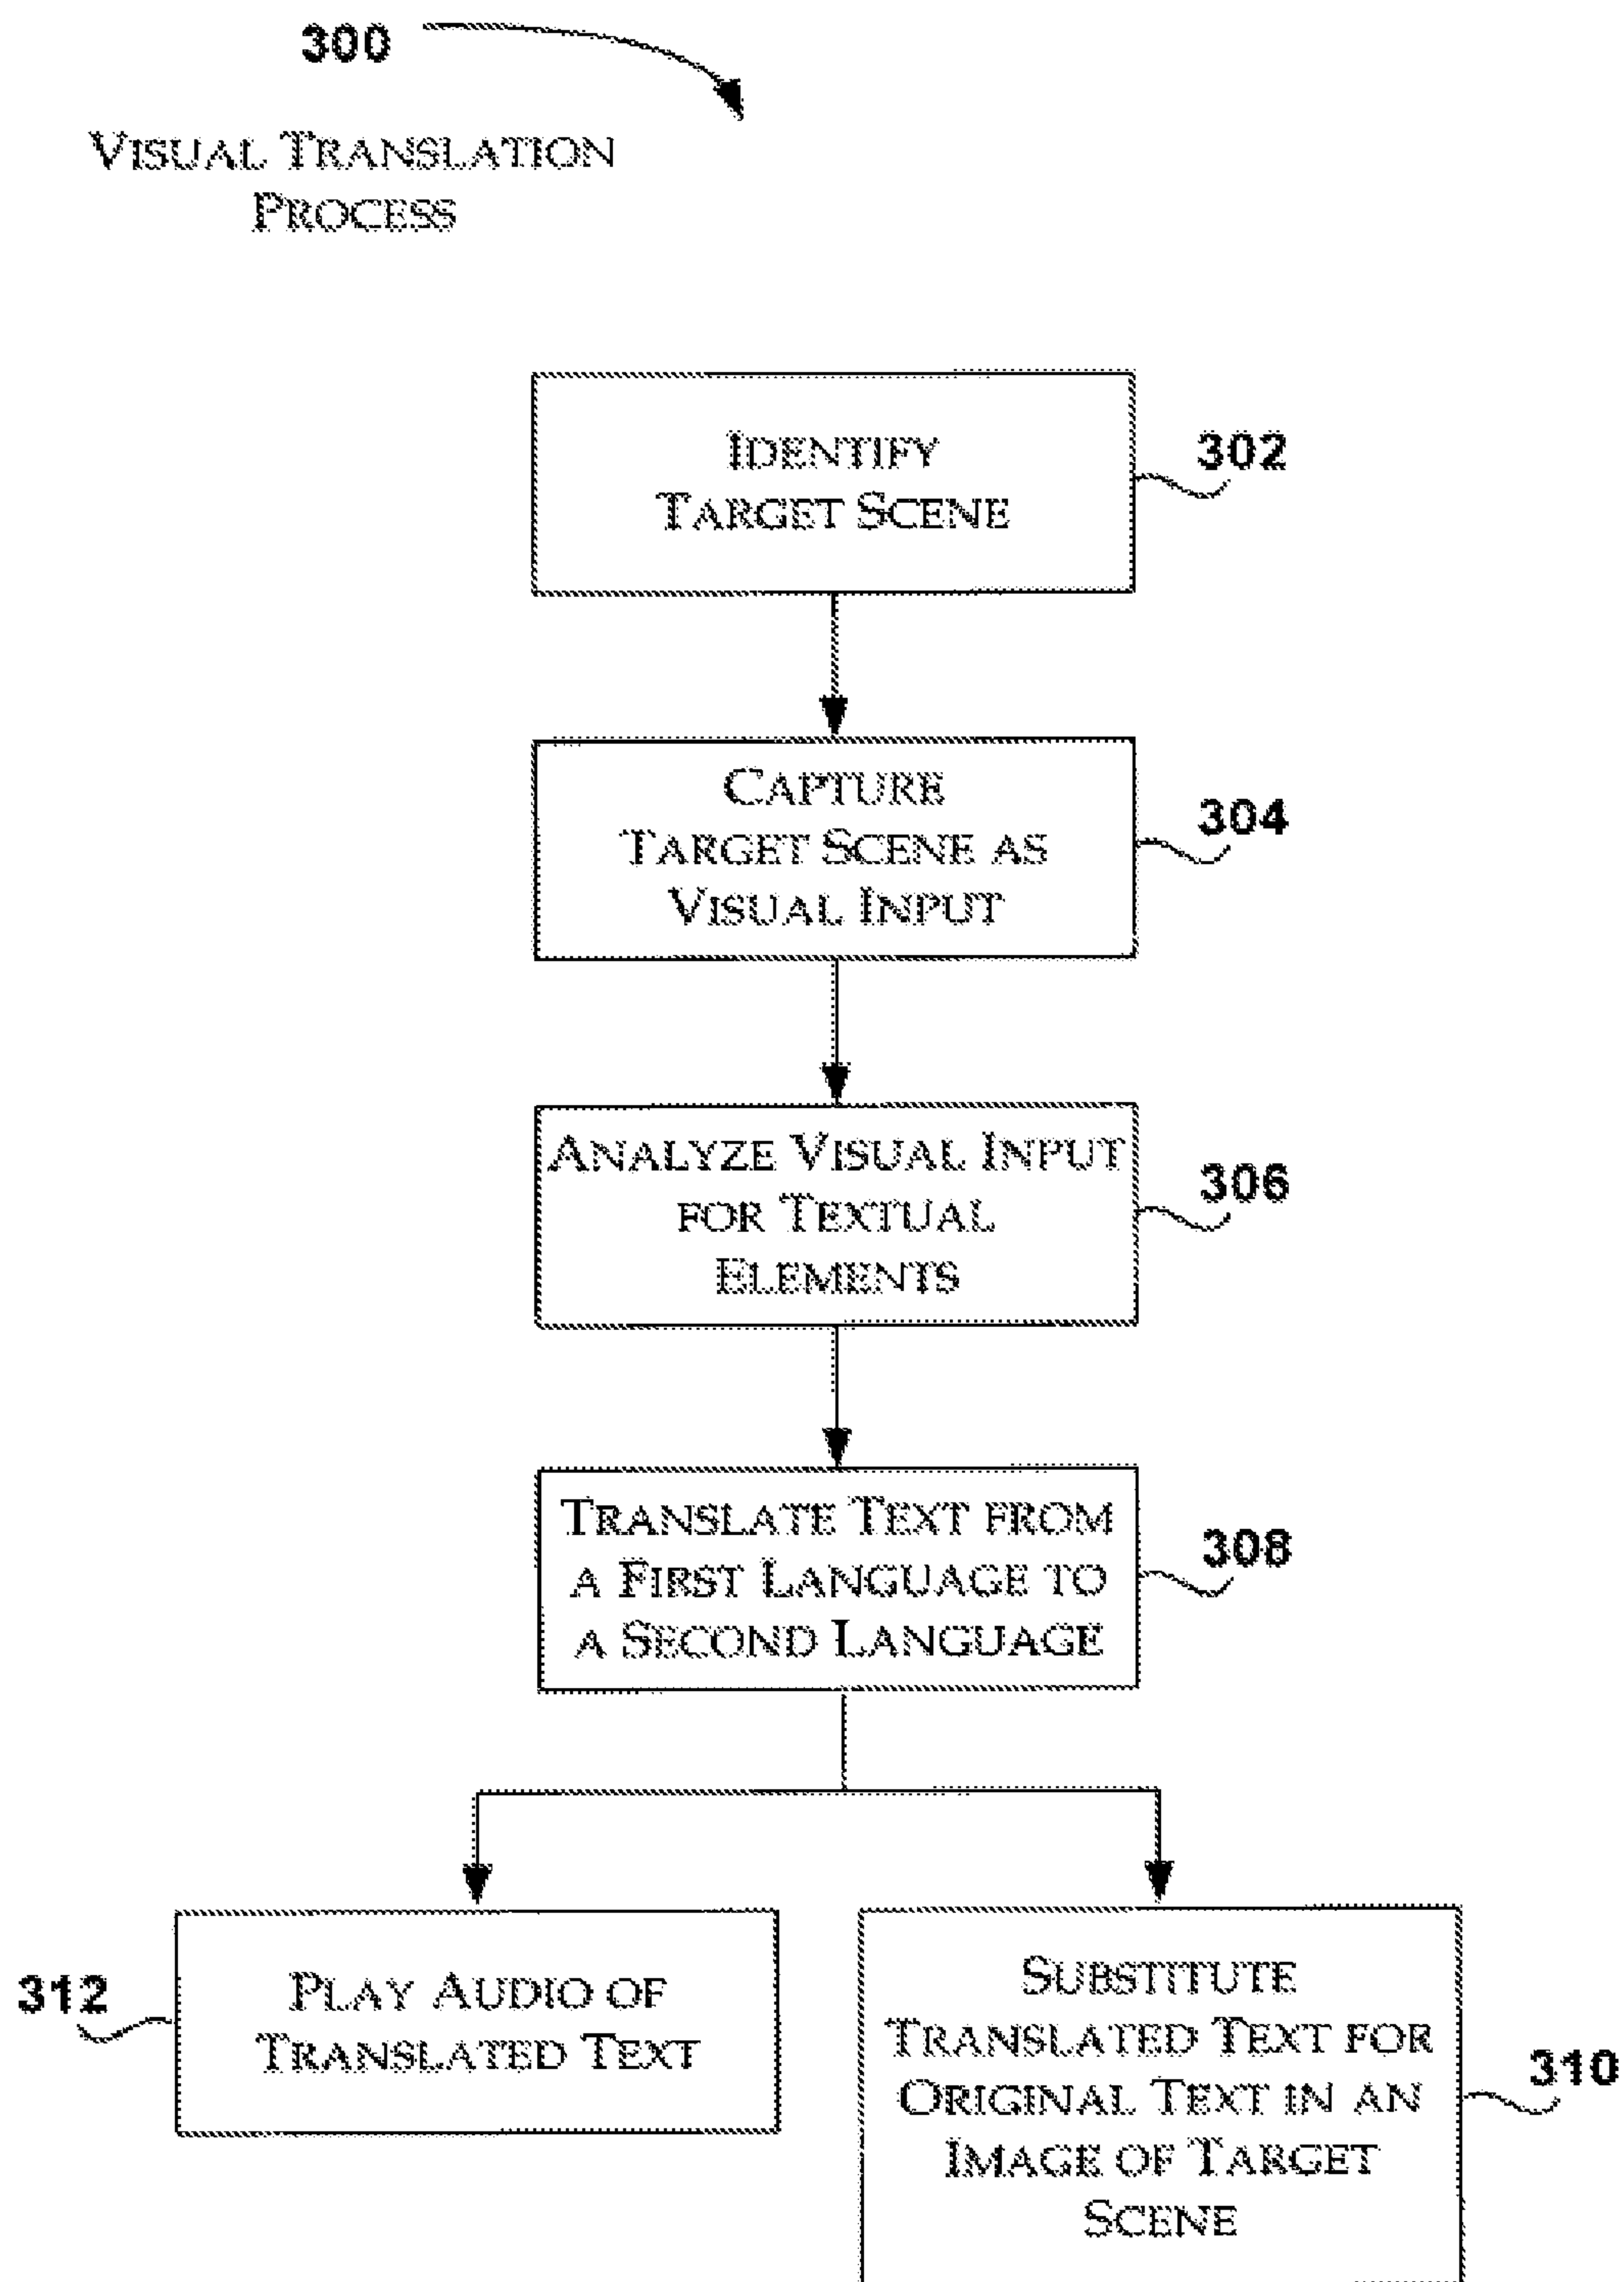 300
VISUAL TRANSLATION
PROCESS
IDENTIFY
TARGET SCENE
302
CAPTURE
TARGET SCENE AS
VISUAL INPUT
304
ANALYZE VISUAL INPUT
FOR TEXTUAL
ELEMENTS
306
TRANSLATE TEXT FROM
A FIRST LANGUAGE TO
A SECOND LANGUAGE
308
312
PLAY AUDIO OF
TRANSLATED TEXT
SUBSTITUTE
TRANSLATED TEXT FOR
ORIGINAL TEXT IN AN
IMAGE OF TARGET
SCENE
310